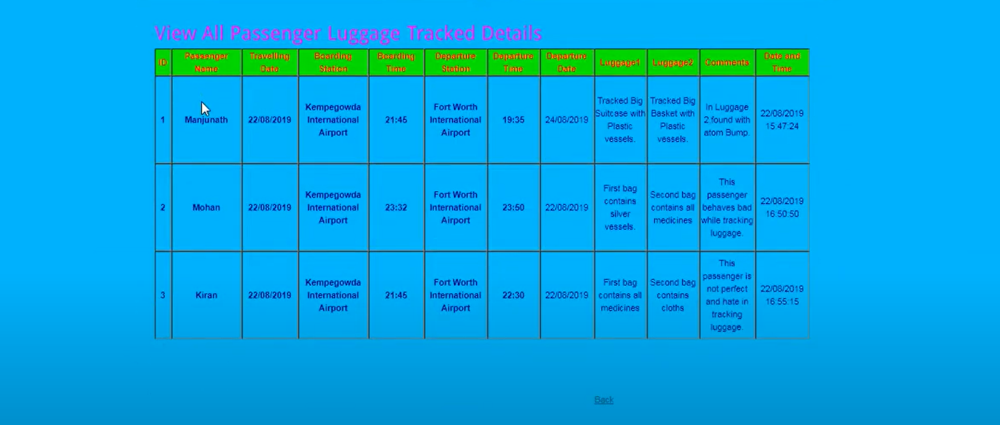 View All Passenger Luggage Tracked Details
ID Passenger Name Travelling Date Boarding Station Boarding Time Departure Station Departure Time Departure Date Luggage1 Luggage2 Comments Date and Time
1 Manjunath 22/08/2019 Kempegowda International Airport 21:45 Fort Worth International Airport 19:35 24/08/2019 Tracked Big Suitcase with Plastic vessels. Tracked Big Basket with Plastic vessels. In Luggage 2,found with atom Bump. 22/08/2019 15:47:24
2 Mohan 22/08/2019 Kempegowda International Airport 23:32 Fort Worth International Airport 23:50 22/08/2019 First bag contains silver vessels. Second bag contains all medicines This passenger behaves bad while tracking luggage. 22/08/2019 16:50:50
3 Kiran 22/08/2019 Kempegowda International Airport 21:45 Fort Worth International Airport 22:30 22/08/2019 First bag contains all medicines Second bag contains cloths This passenger is not perfect and hate in tracking luggage. 22/08/2019 16:55:15
Back